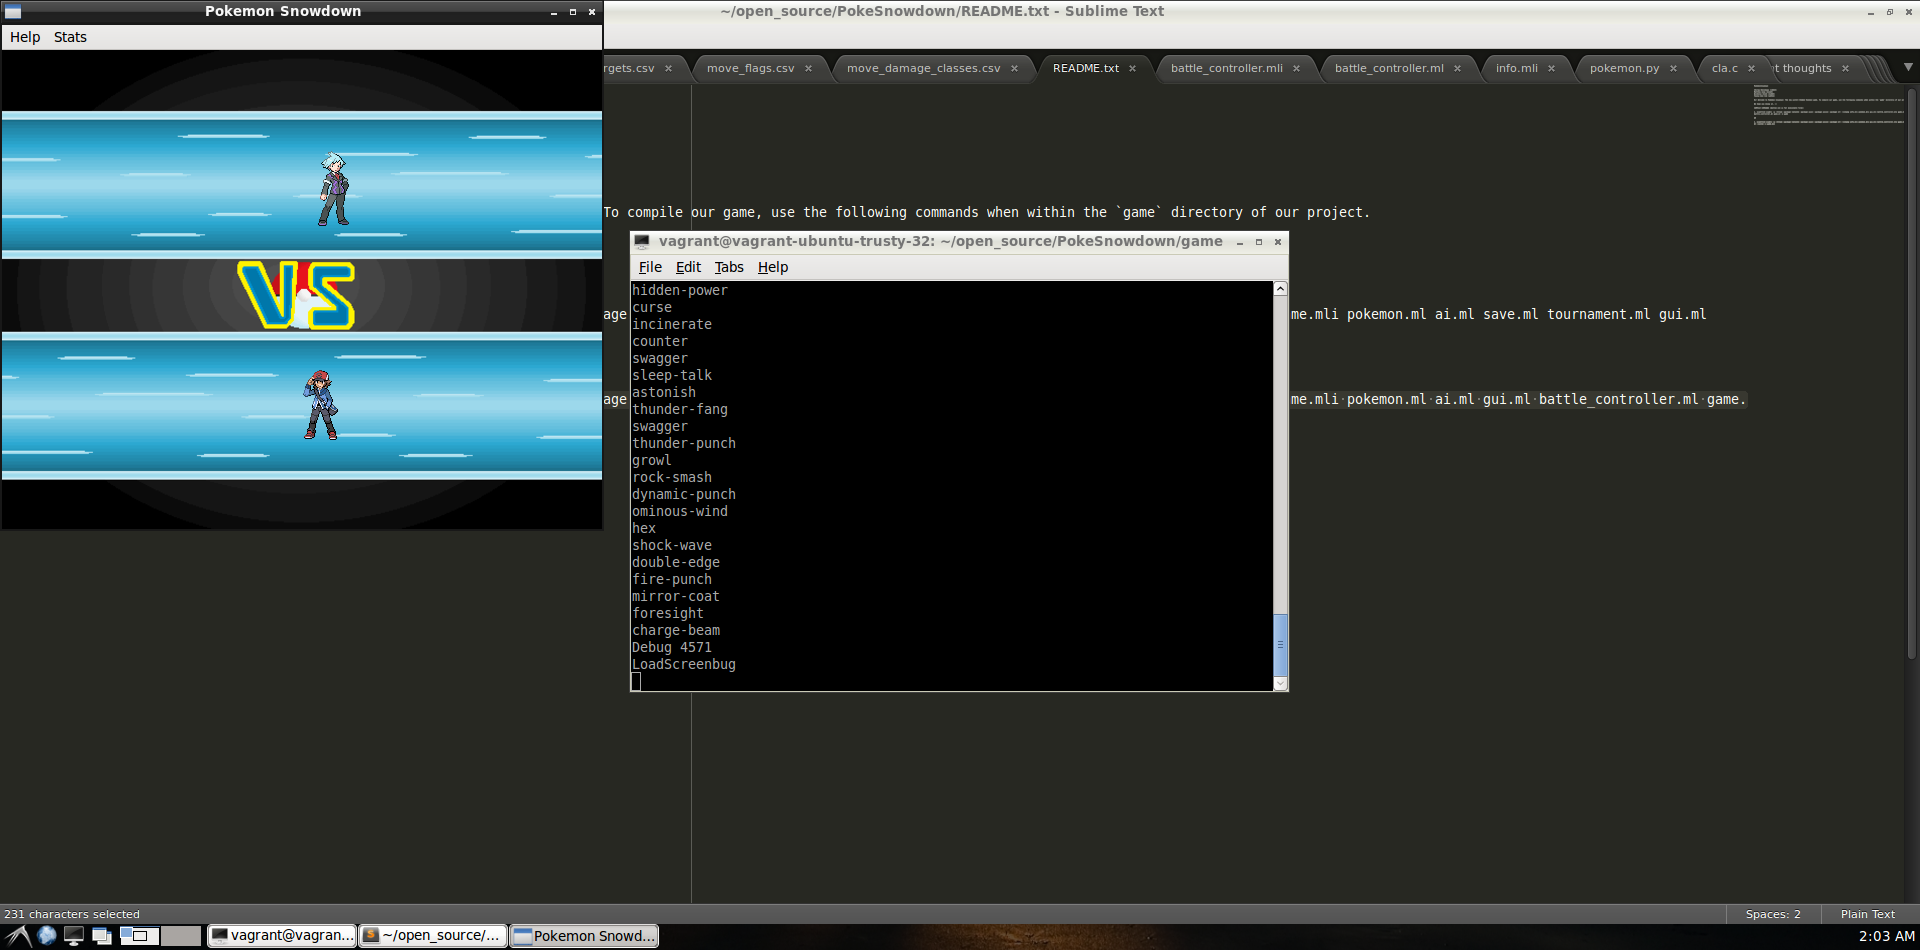 Pokemon Snowdown
Help Stats
VS
~/open_source/PokeSnowdown/README.txt - Sublime Text
rgets.csv move_flags.csv move_damage_classes.csv README.txt battle_controller.mli battle_controller.ml info.mli pokemon.py cla.c t thoughts
To compile our game, use the following commands when within the `game` directory of our project.
age me.mli pokemon.ml ai.ml save.ml tournament.ml gui.ml
age me.mli pokemon.ml ai.ml gui.ml battle_controller.ml game.
vagrant@vagrant-ubuntu-trusty-32: ~/open_source/PokeSnowdown/game
File Edit Tabs Help
hidden-power
curse
incinerate
counter
swagger
sleep-talk
astonish
thunder-fang
swagger
thunder-punch
growl
rock-smash
dynamic-punch
ominous-wind
hex
shock-wave
double-edge
fire-punch
mirror-coat
foresight
charge-beam
Debug 4571
LoadScreenbug
231 characters selected
Spaces: 2 Plain Text
vagrant@vagran... ~/open_source/... Pokemon Snowd...
2:03 AM